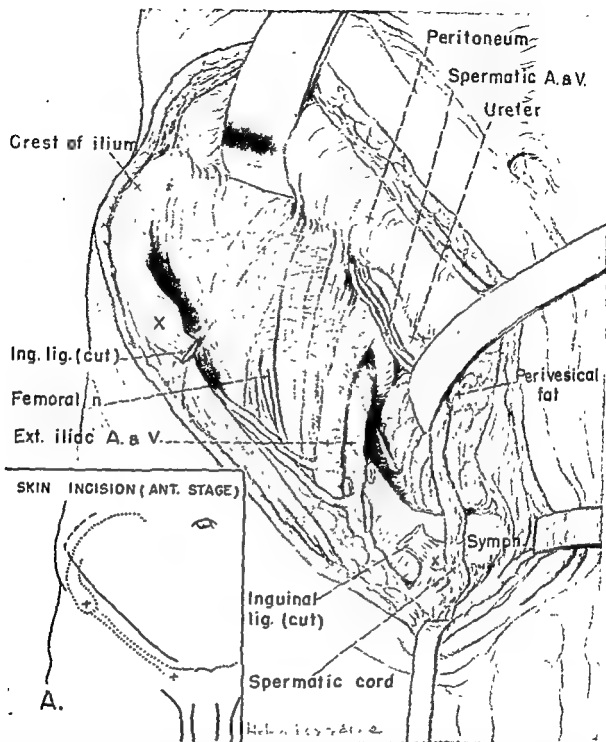 Peritoneum
Spermatic A. & V.
Ureter
Crest of ilium
X
Ing. lig. (cut)
Femoral n
Ext. iliac A. & V.
Perivesical
fat
SKIN INCISION (ANT. STAGE)
Symph.
x
Inguinal
lig. (cut)
Spermatic cord
A.